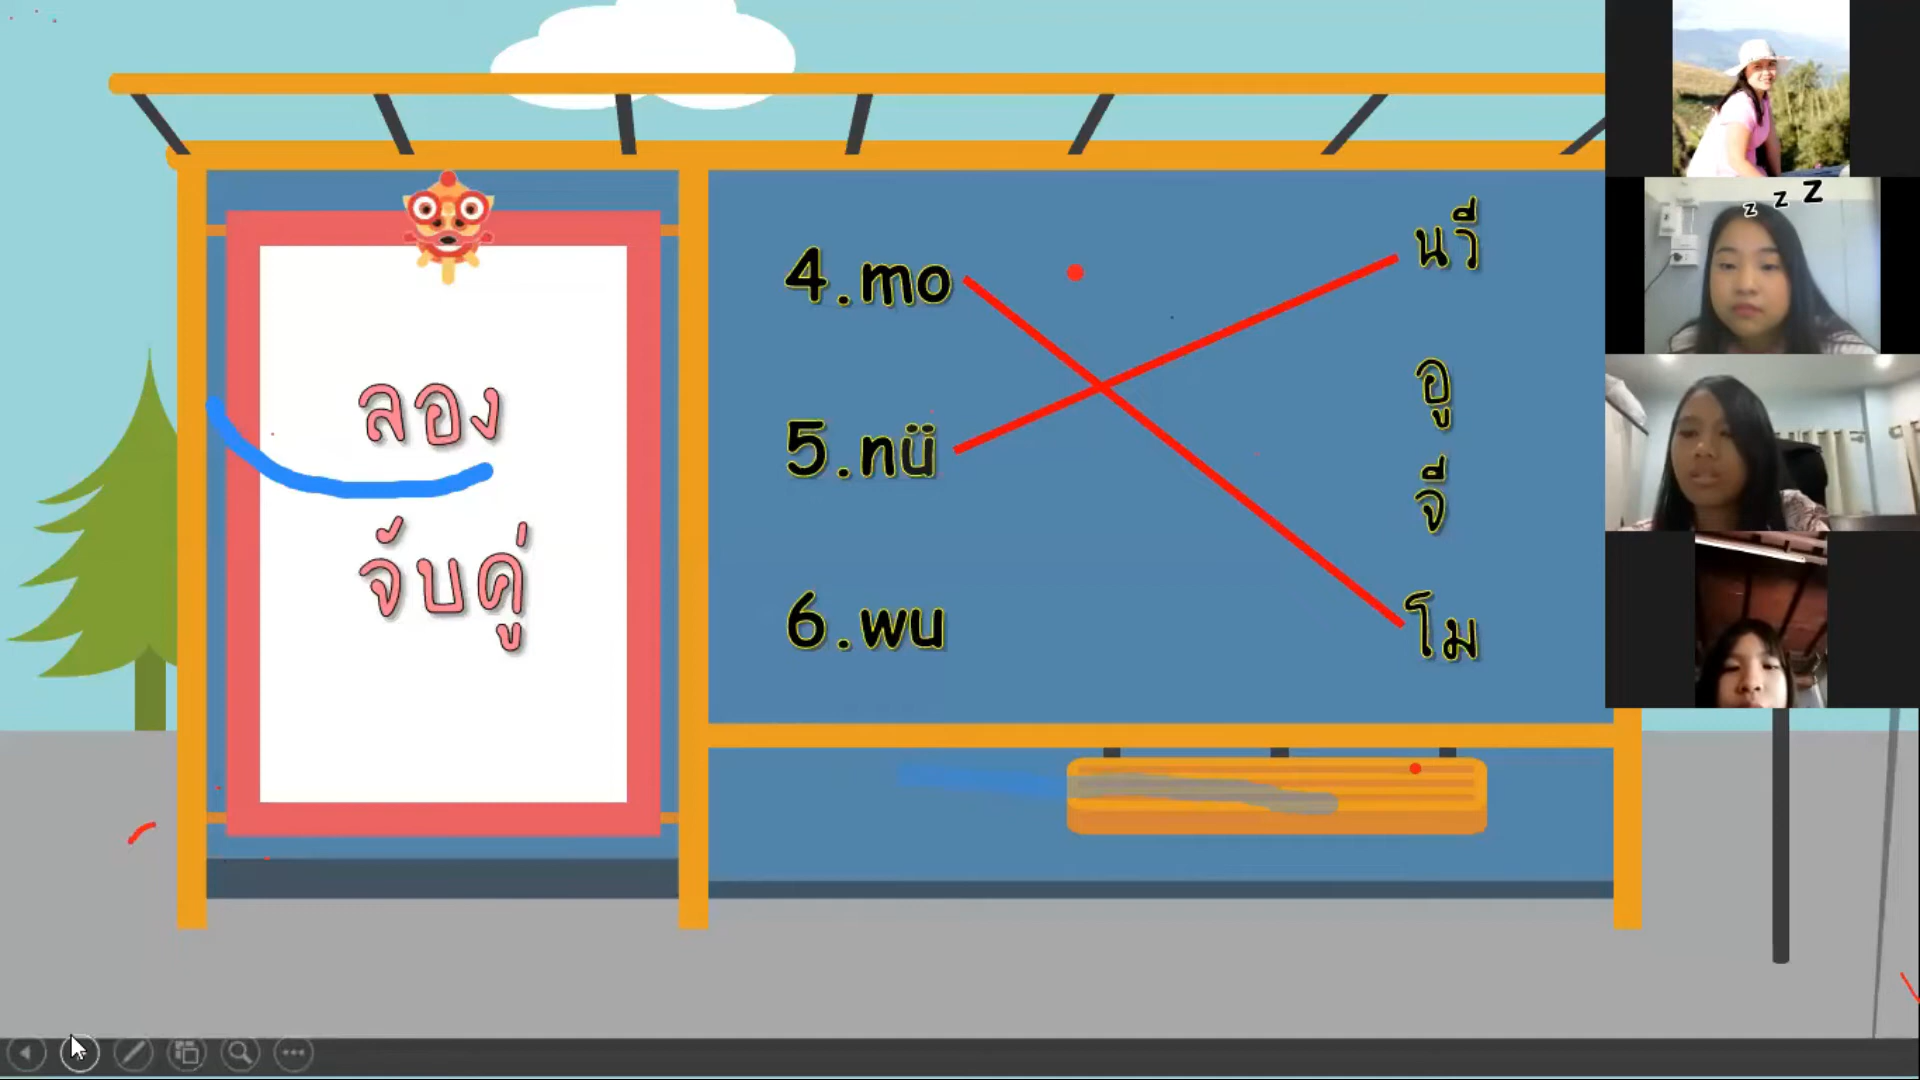 ลอง
จับคู่
4.mo
5.nü
6.wu
นวี
อู
จี
โม
z z z